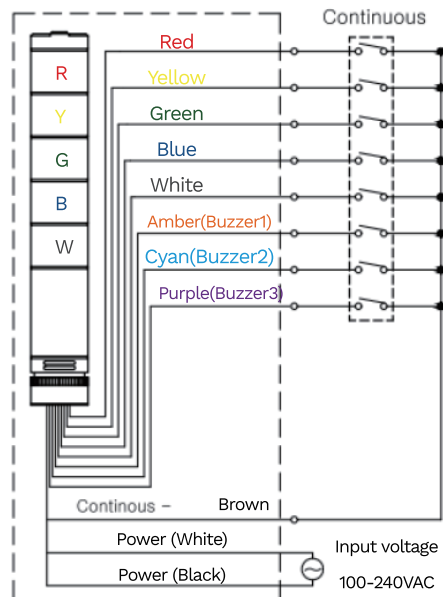 Continuous
Red
R
Yellow
Y
Green
G
Blue
B
White
W
Amber(Buzzer1)
Cyan(Buzzer2)
Purple(Buzzer3)
Continous –
Brown
Power (White)
Input voltage
Power (Black)
100-240VAC